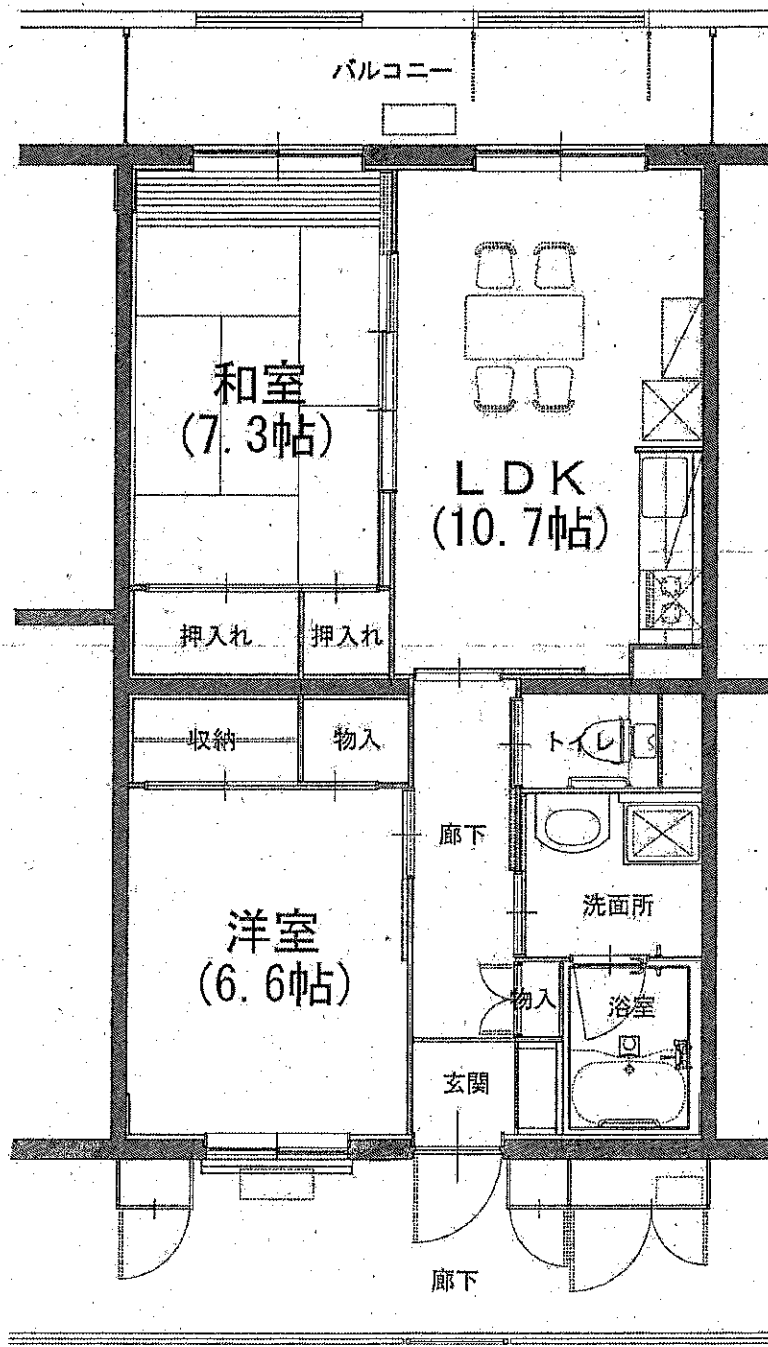 バルコニー
和室
(7.3帖)
LDK
(10.7帖)
押入れ
押入れ
収納
物入
トイレ
廊下
洗面所
洋室
(6.6帖)
物入
浴室
玄関
廊下